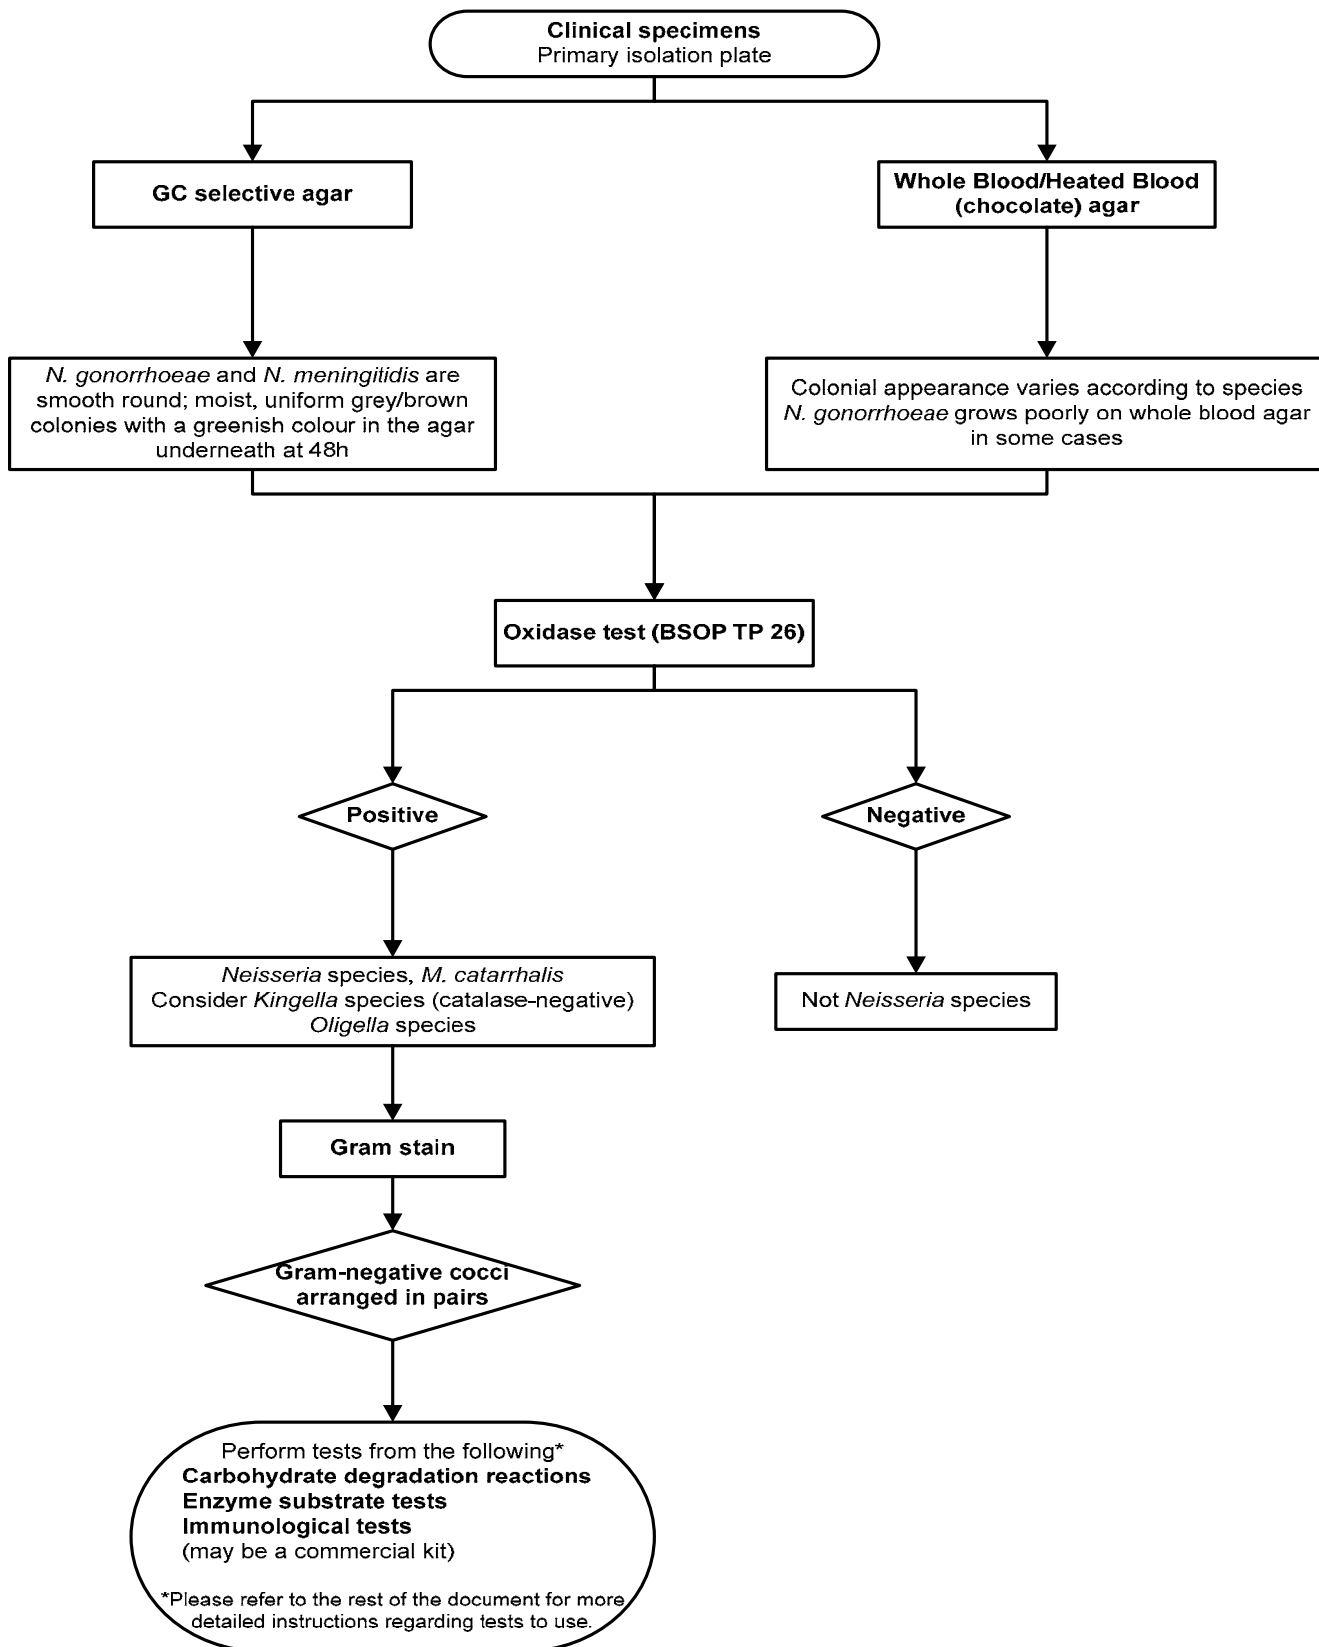 Clinical specimens
Primary isolation plate
GC selective agar
Whole Blood/Heated Blood
(chocolate) agar
N. gonorrhoeae and N. meningitidis are
smooth round; moist, uniform grey/brown
colonies with a greenish colour in the agar
underneath at 48h
Colonial appearance varies according to species
N. gonorrhoeae grows poorly on whole blood agar
in some cases
Oxidase test (BSOP TP 26)
Positive
Negative
Neisseria species, M. catarrhalis
Consider Kingella species (catalase-negative)
Oligella species
Not Neisseria species
Gram stain
Gram-negative cocci
arranged in pairs
Perform tests from the following*
Carbohydrate degradation reactions
Enzyme substrate tests
Immunological tests
(may be a commercial kit)
*Please refer to the rest of the document for more
detailed instructions regarding tests to use.